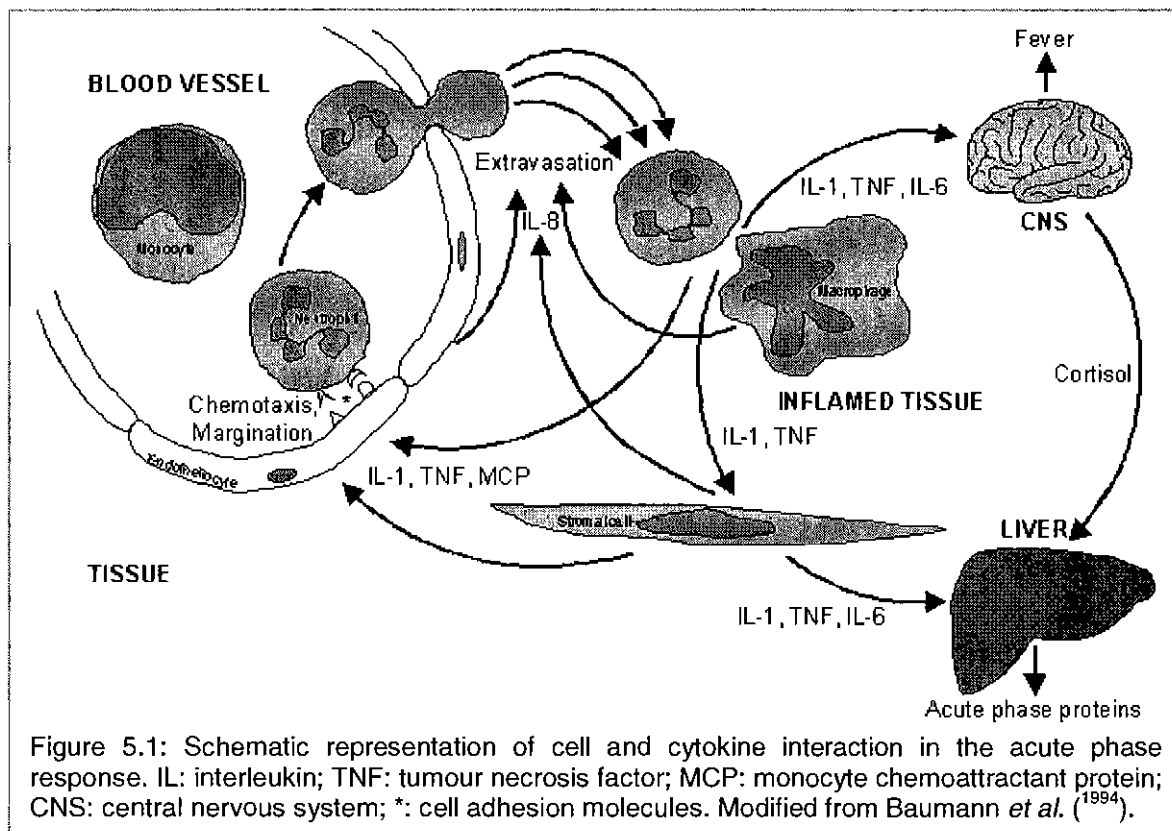 Fever
BLOOD VESSEL
Extravasation
IL-1, TNF, IL-6
IL-8
CNS
Monocyte
Macrophage
Neutrophil
Cortisol
Chemotaxis,
Margination
*
INFLAMED TISSUE
IL-1, TNF
Endotheliocyte
IL-1, TNF, MCP
Stromal cell
LIVER
TISSUE
IL-1, TNF, IL-6
Acute phase proteins
Figure 5.1: Schematic representation of cell and cytokine interaction in the acute phase
response. IL: interleukin; TNF: tumour necrosis factor; MCP: monocyte chemoattractant protein;
CNS: central nervous system; *: cell adhesion molecules. Modified from Baumann et al. (1994).